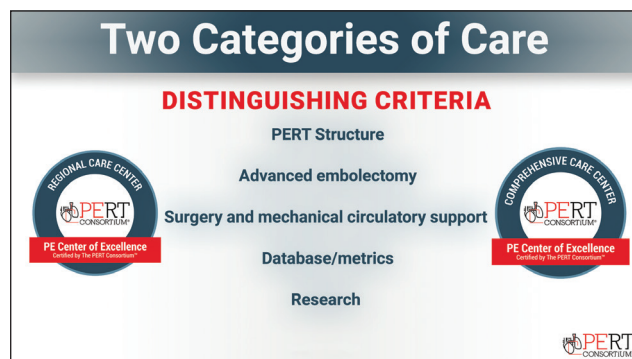 Two Categories of Care
DISTINGUISHING CRITERIA
PERT Structure
Advanced embolectomy
Surgery and mechanical circulatory support
Database/metrics
Research
REGIONAL CARE CENTER
PERT
CONSORTIUM®
PE Center of Excellence
Certified by The PERT Consortium™
COMPREHENSIVE CARE CENTER
PERT
CONSORTIUM®
PE Center of Excellence
Certified by The PERT Consortium™
PERT
CONSORTIUM